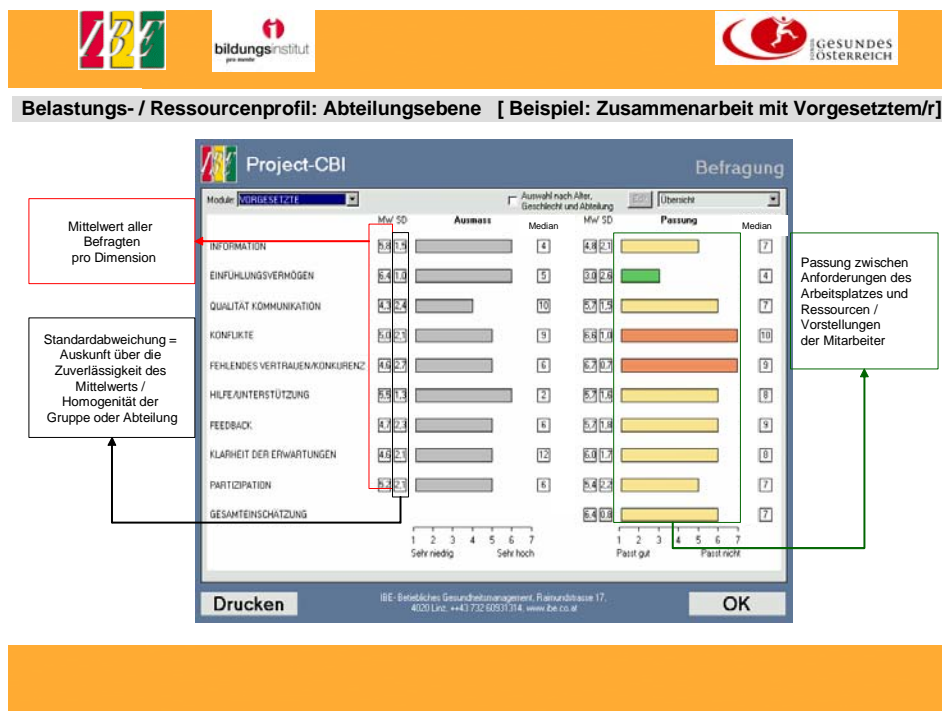 IBE
bildungsinstitut
pro mente
GESUNDES
ÖSTERREICH
Belastungs- / Ressourcenprofil: Abteilungsebene [ Beispiel: Zusammenarbeit mit Vorgesetztem/r]
IBE Project-CBI Befragung
Module: VORGESETZTE
Auswahl nach Alter,
Geschlecht und Abteilung
Übersicht
MW SD Ausmass Median MW SD Passung Median
INFORMATION 5,8 1,5 4 4,8 2,1 7
EINFÜHLUNGSVERMÖGEN 6,4 1,0 5 3,0 2,6 4
QUALITÄT KOMMUNIKATION 4,3 2,4 10 5,7 1,5 7
KONFLIKTE 5,0 2,1 9 6,6 1,0 10
FEHLENDES VERTRAUEN/KONKURENZ 4,6 2,7 6 6,7 0,7 9
HILFE/UNTERSTÜTZUNG 5,5 1,3 2 5,7 1,6 8
FEEDBACK 4,7 2,3 6 5,7 1,8 9
KLARHEIT DER ERWARTUNGEN 4,6 2,1 12 6,0 1,7 8
PARTIZIPATION 5,2 2,1 6 5,4 2,2 7
GESAMTEINSCHÄTZUNG 6,4 0,8 7
1 2 3 4 5 6 7
Sehr niedig Sehr hoch
1 2 3 4 5 6 7
Passt gut Passt nicht
Drucken
IBE- Betriebliches Gesundheitsmanagement, Raimundstrasse 17,
4020 Linz, ++43 732 60931314, www.ibe.co.at
OK
Mittelwert aller
Befragten
pro Dimension
Standardabweichung =
Auskunft über die
Zuverlässigkeit des
Mittelwerts /
Homogenität der
Gruppe oder Abteilung
Passung zwischen
Anforderungen des
Arbeitsplatzes und
Ressourcen /
Vorstellungen
der Mitarbeiter